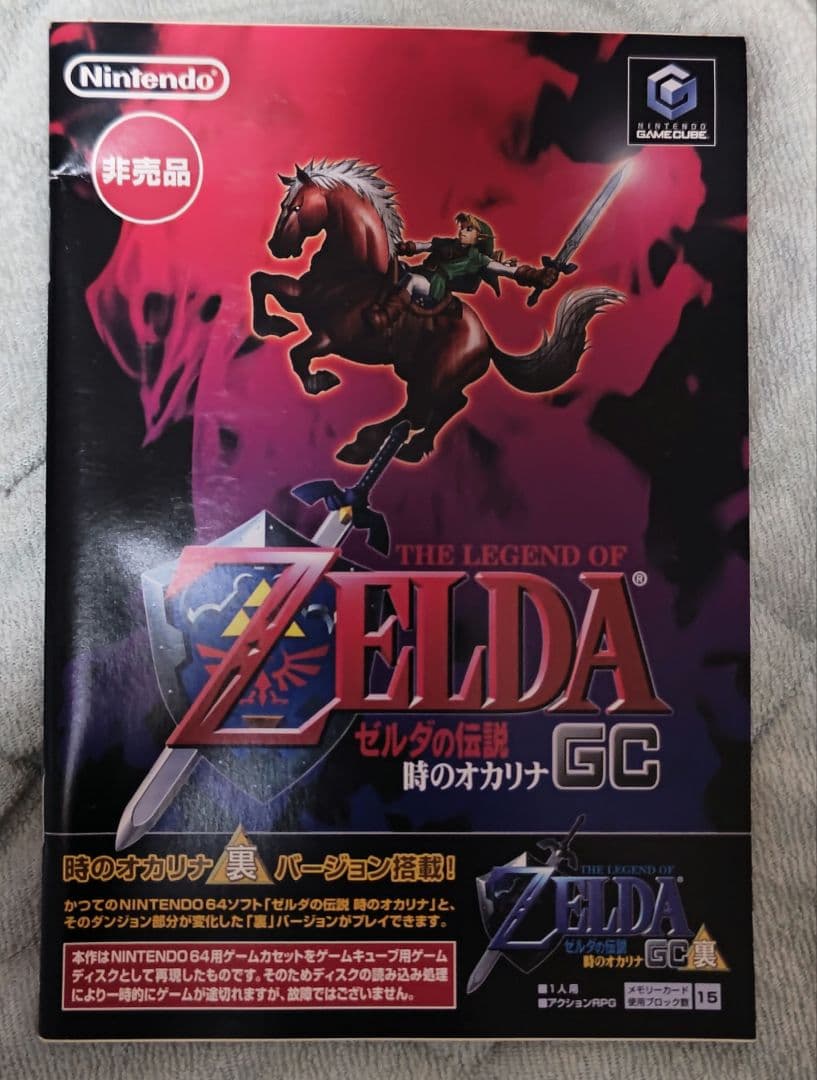 Nintendo
NINTENDO
GAMECUBE
非売品
THE LEGEND OF
ZELDA®
ゼルダの伝説
時のオカリナ GC
時のオカリナ 裏 バージョン搭載!
かつてのNINTENDO64ソフト「ゼルダの伝説 時のオカリナ」と、
そのダンジョン部分が変化した「裏」バージョンがプレイできます。
本作はNINTENDO 64用ゲームカセットをゲームキューブ用ゲーム
ディスクとして再現したものです。そのためディスクの読み込み処理
により一時的にゲームが途切れますが、故障ではございません。
THE LEGEND OF
ZELDA
ゼルダの伝説
時のオカリナ GC 裏
■1人用
■アクションRPG
メモリーカード
使用ブロック数 15